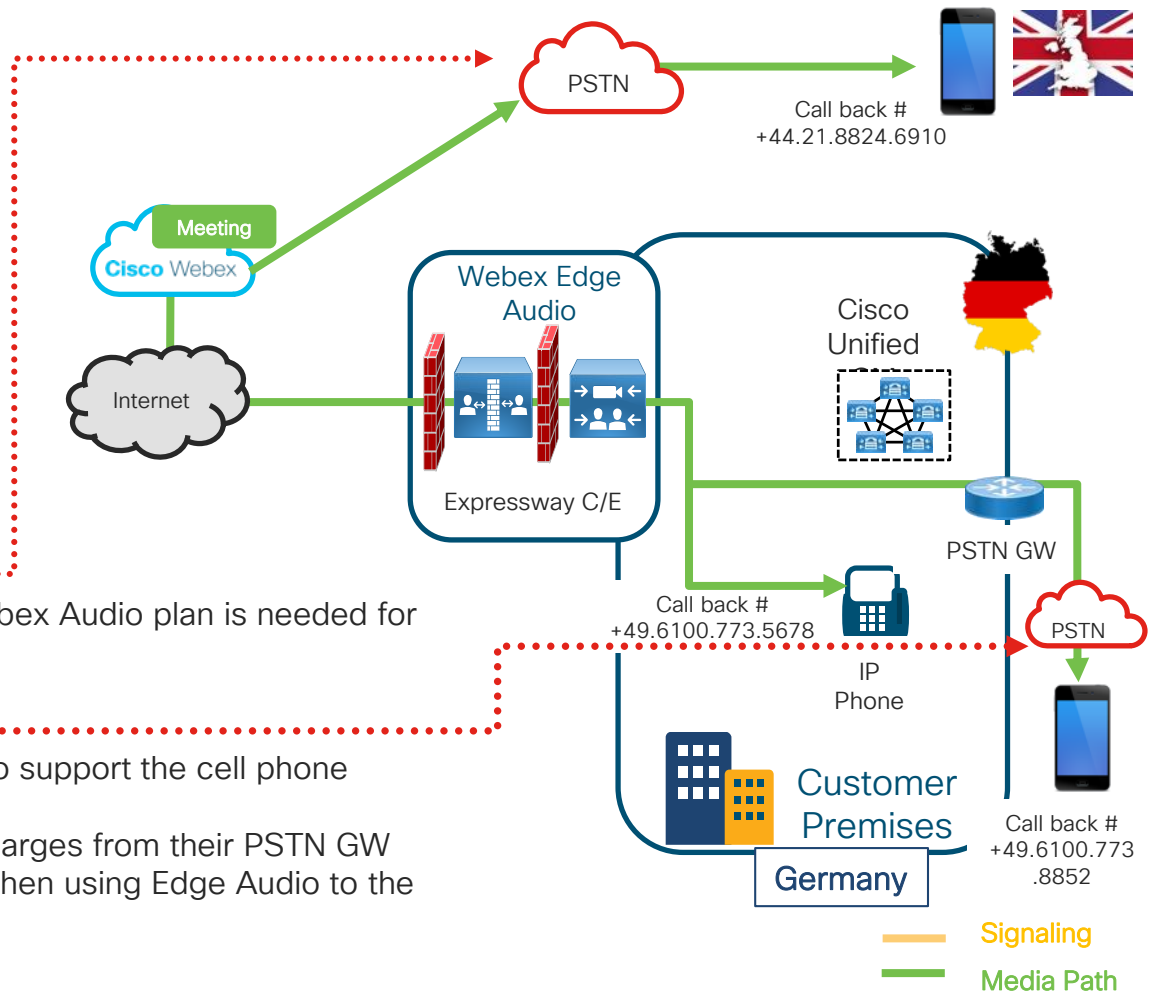 PSTN
Call back #
+44.21.8824.6910
Meeting
Cisco Webex
Internet
Webex Edge
Audio
Expressway C/E
Cisco
Unified
PSTN GW
Call back #
+49.6100.773.5678
IP
Phone
PSTN
Call back #
+49.6100.773
.8852
Customer
Premises
Germany
bex Audio plan is needed for
o support the cell phone
arges from their PSTN GW
hen using Edge Audio to the
Signaling
Media Path